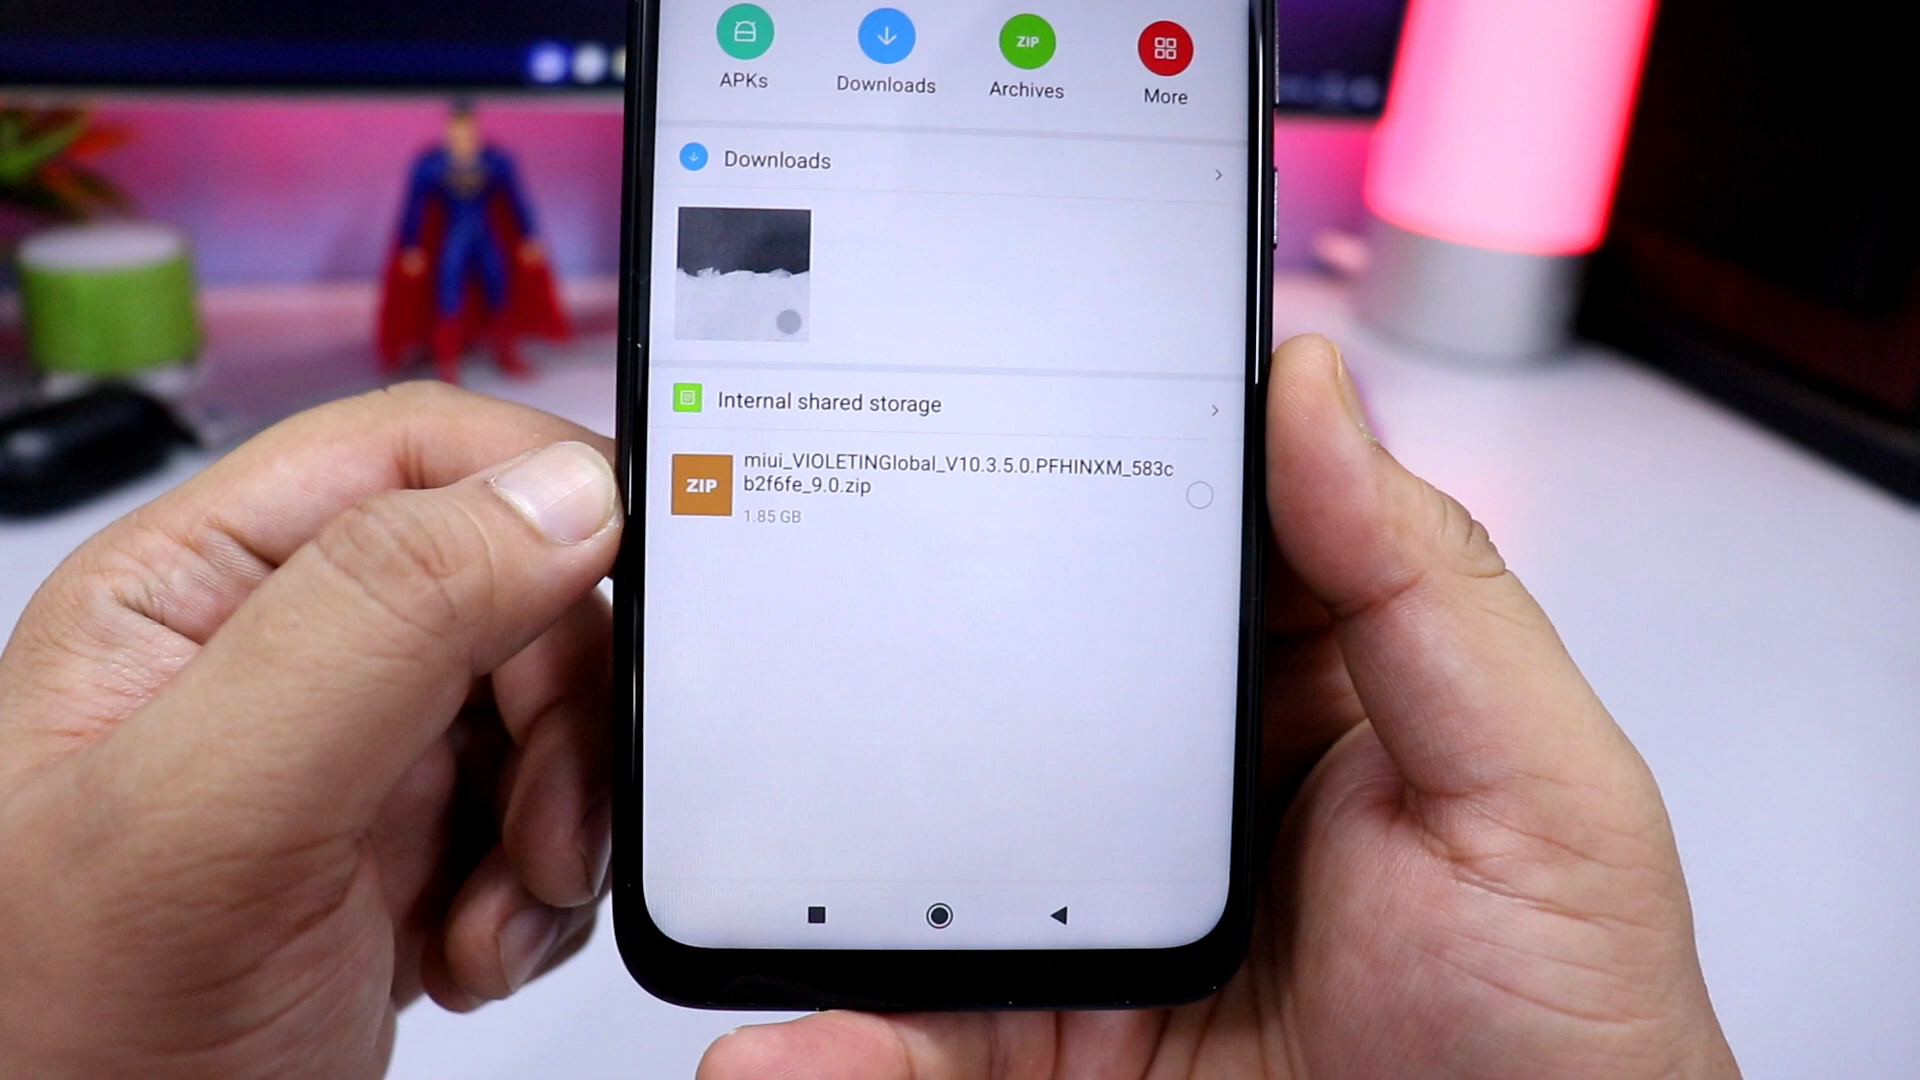 ZIP
APKs
Downloads
Archives
More
Downloads
Internal shared storage
ZIP
miui_VIOLETINGlobal_V10.3.5.0.PFHINXM_583c
b2f6fe_9.0.zip
1.85 GB